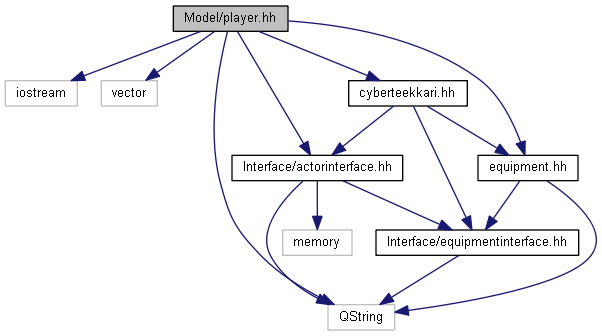 Model/player.hh
iostream
vector
cyberteekkari.hh
Interface/actorinterface.hh
equipment.hh
memory
Interface/equipmentinterface.hh
QString